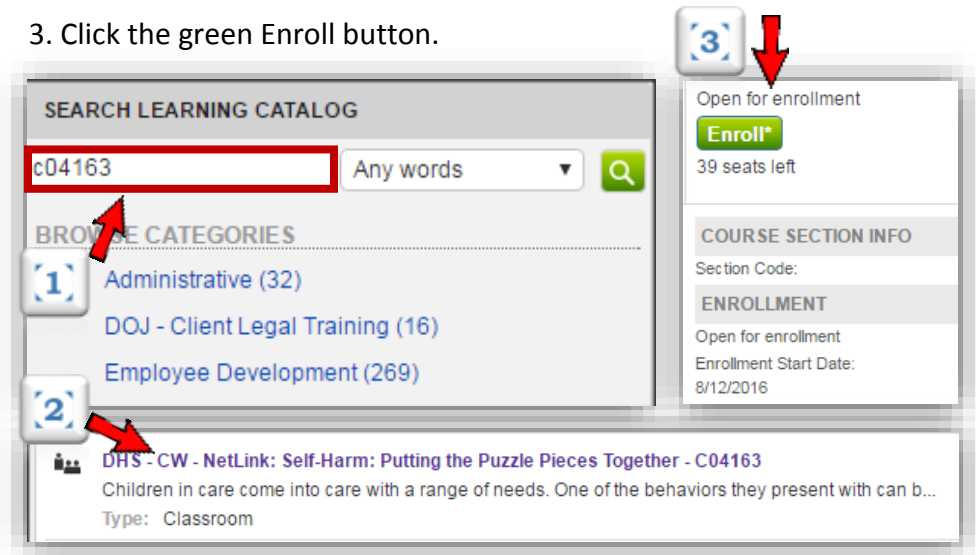 3. Click the green Enroll button.
SEARCH LEARNING CATALOG
c04163
Any words
BROWSE CATEGORIES
1
Administrative (32)
DOJ - Client Legal Training (16)
Employee Development (269)
3
Open for enrollment
Enroll*
39 seats left
COURSE SECTION INFO
Section Code:
ENROLLMENT
Open for enrollment
Enrollment Start Date:
8/12/2016
2
DHS - CW - NetLink: Self-Harm: Putting the Puzzle Pieces Together - C04163
Children in care come into care with a range of needs. One of the behaviors they present with can b...
Type: Classroom